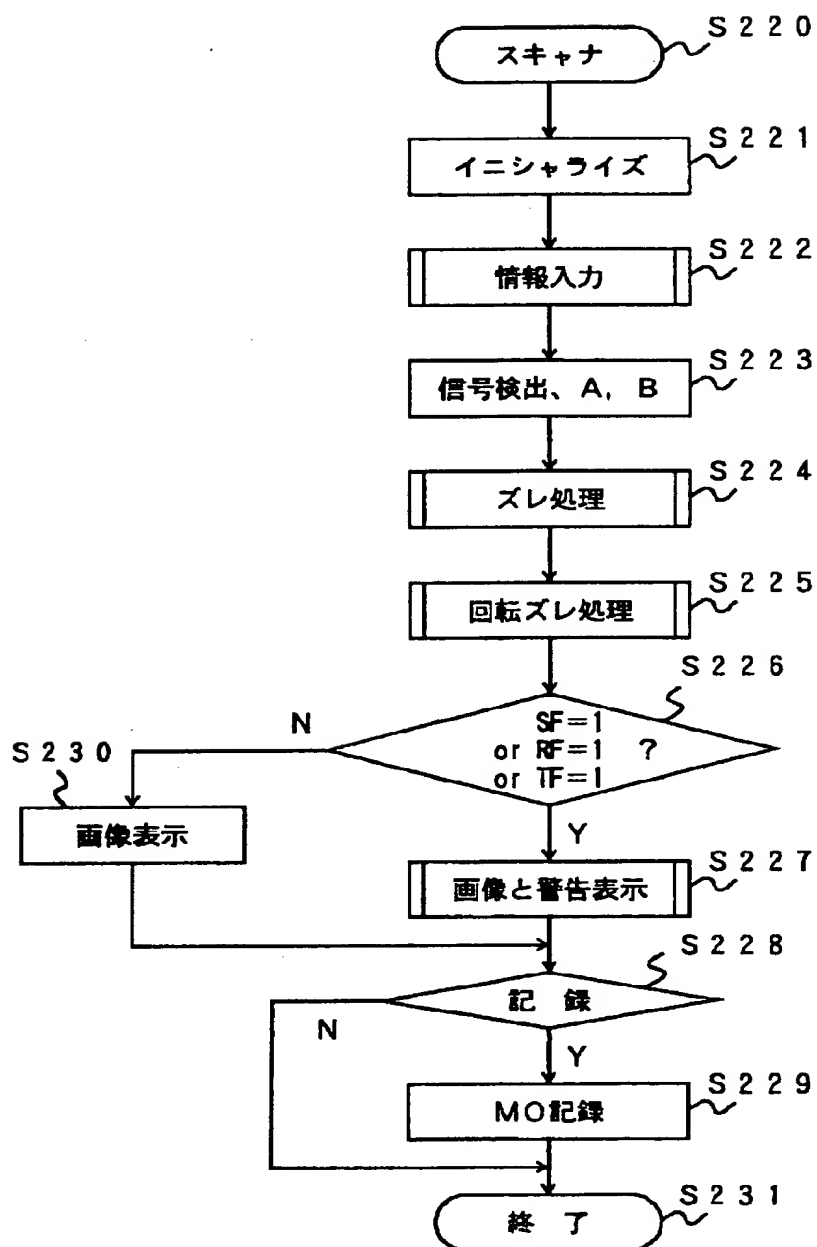 S220
スキャナ
S221
イニシャライズ
S222
情報入力
S223
信号検出、A，B
S224
ズレ処理
S225
回転ズレ処理
S226
SF=1
or RF=1 ?
or TF=1
N
S230
画像表示
Y
S227
画像と警告表示
S228
記 録
N
Y
S229
MO記録
S231
終 了